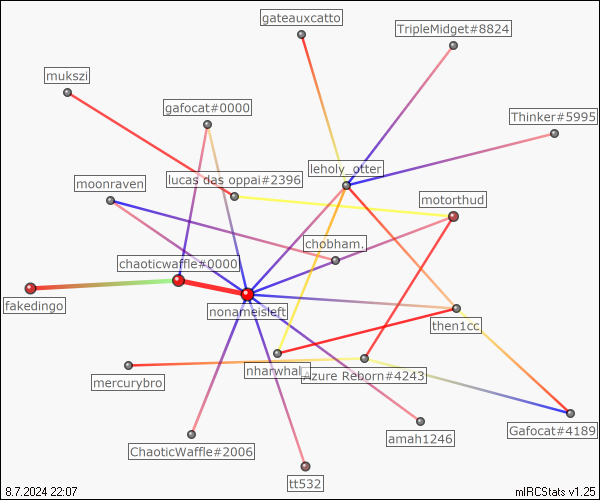 gateauxcatto
TripleMidget#8824
mukszi
gafocat#0000
Thinker#5995
leholy_otter
lucas das oppai#2396
moonraven
motorthud
chobham.
chaoticwaffle#0000
fakedingo
nonameisleft
then1cc
nharwhal
Azure Reborn#4243
mercurybro
Gafocat#4189
ChaoticWaffle#2006
amah1246
tt532
8.7.2024 22:07
mIRCStats v1.25